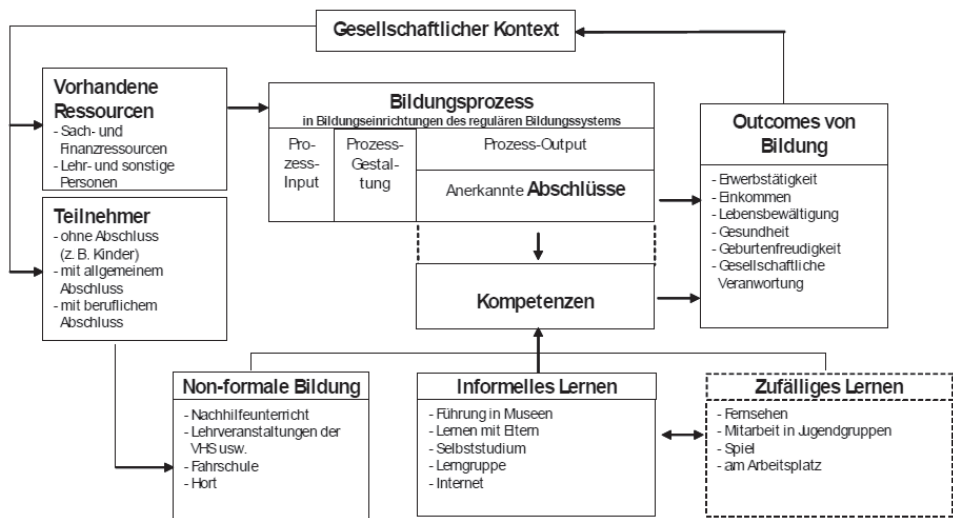 Gesellschaftlicher Kontext
Vorhandene
Ressourcen
- Sach- und
Finanzressourcen
- Lehr- und sonstige
Personen
Teilnehmer
- ohne Abschluss
(z. B. Kinder)
- mit allgemeinem
Abschluss
- mit beruflichem
Abschluss
Bildungsprozess
in Bildungseinrichtungen des regulären Bildungssystems
Pro-
zess-
Input
Prozess-
Gestal-
tung
Prozess-Output
Anerkannte Abschlüsse
Kompetenzen
Outcomes von
Bildung
- Erwerbstätigkeit
- Einkommen
- Lebensbewältigung
- Gesundheit
- Geburtenfreudigkeit
- Gesellschaftliche
Veranwortung
Non-formale Bildung
- Nachhilfeunterricht
- Lehrveranstaltungen der
VHS usw.
- Fahrschule
- Hort
Informelles Lernen
- Führung in Museen
- Lernen mit Eltern
- Selbststudium
- Lerngruppe
- Internet
Zufälliges Lernen
- Fernsehen
- Mitarbeit in Jugendgruppen
- Spiel
- am Arbeitsplatz